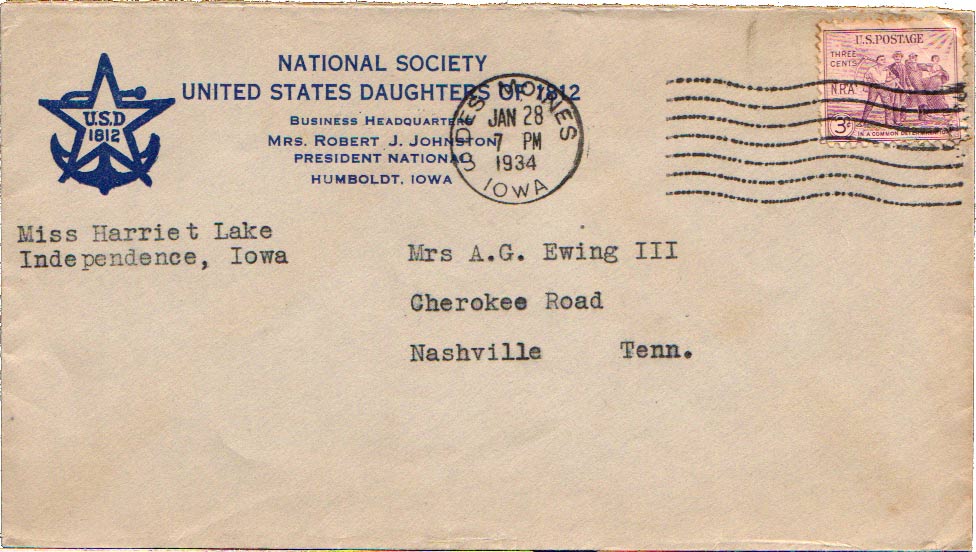 U.S.D
1812
NATIONAL SOCIETY
UNITED STATES DAUGHTERS OF 1812
BUSINESS HEADQUARTERS
MRS. ROBERT J. JOHNSTON
PRESIDENT NATIONAL
HUMBOLDT, IOWA
DES MOINES
JAN 28
7 PM
1934
IOWA
U.S. POSTAGE
THREE
CENTS
N.R.A.
3¢
IN A COMMON
Miss Harriet Lake
Independence, Iowa
Mrs A.G. Ewing III
Cherokee Road
Nashville Tenn.